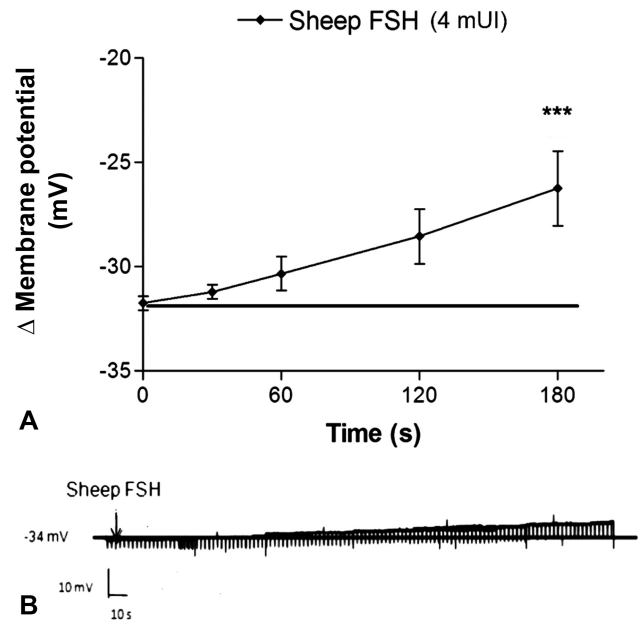 Sheep FSH (4 mUI)
***
-20
-25
-30
-35
Δ Membrane potential
(mV)
0
60
120
180
Time (s)
A
Sheep FSH
-34 mV
10 mV
10 s
B